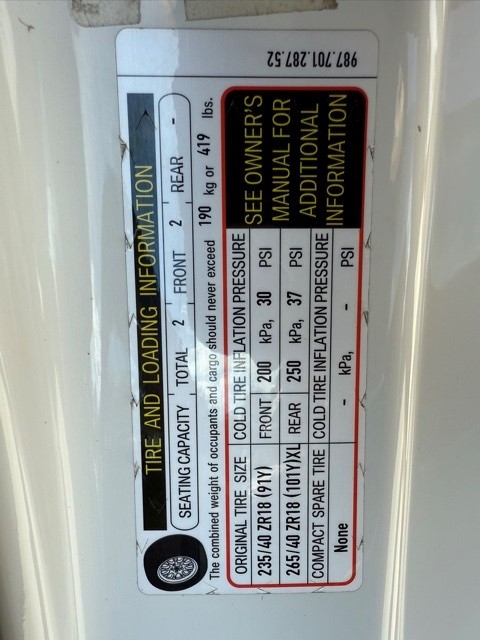 TIRE AND LOADING INFORMATION
SEATING CAPACITY TOTAL 2 FRONT 2 REAR -
The combined weight of occupants and cargo should never exceed 190 kg or 419 lbs.
ORIGINAL TIRE SIZE COLD TIRE INFLATION PRESSURE
235/40 ZR18 (91Y) FRONT 200 kPa, 30 PSI
265/40 ZR18 (101Y)XL REAR 250 kPa, 37 PSI
COMPACT SPARE TIRE COLD TIRE INFLATION PRESSURE
None - kPa, - PSI
SEE OWNER'S
MANUAL FOR
ADDITIONAL
INFORMATION
987.701.287.52